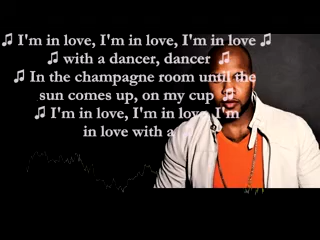 ♫ I'm in love, I'm in love, I'm in love ♫
♫ with a dancer, dancer ♫
♫ In the champagne room until the
sun comes up, on my cup ♫
♫ I'm in love, I'm in love, I'm
in love with a